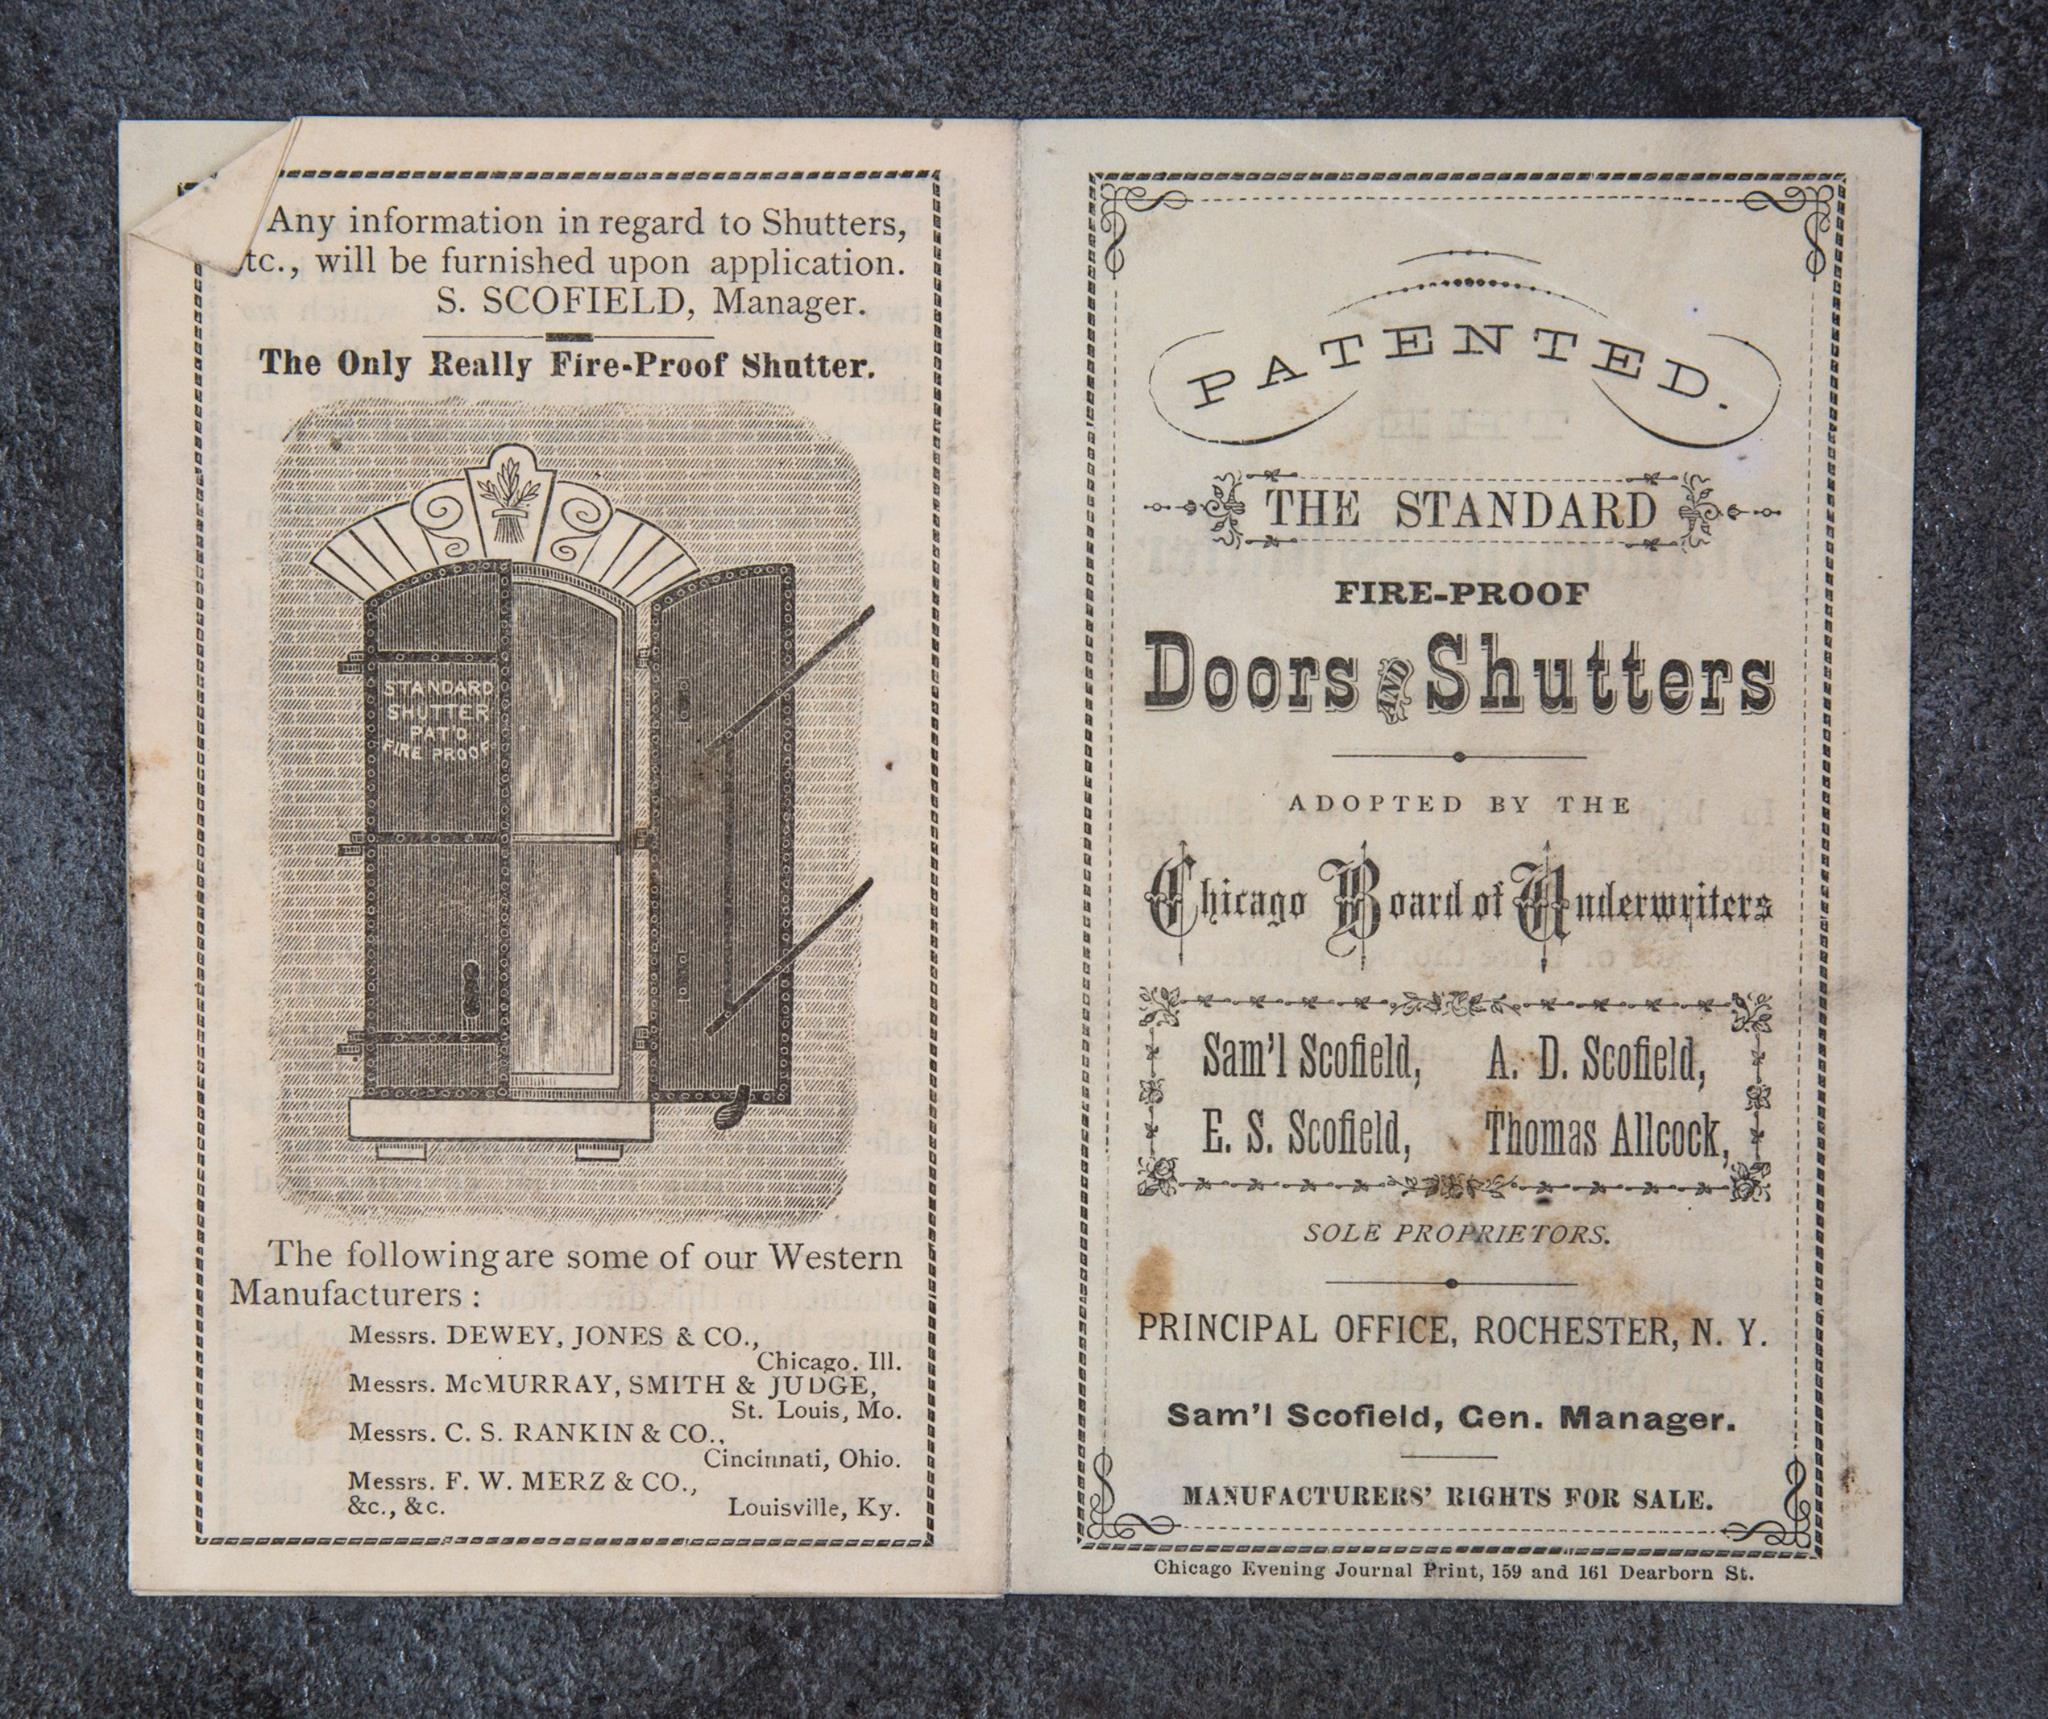 Any information in regard to Shutters,
tc., will be furnished upon application.
S. SCOFIELD, Manager.
The Only Really Fire-Proof Shutter.
STANDARD
SHUTTER
PAT'D
FIRE PROOF
The following are some of our Western
Manufacturers :
Messrs. DEWEY, JONES & CO.,
Chicago. Ill.
Messrs. McMURRAY, SMITH & JUDGE,
St. Louis, Mo.
Messrs. C. S. RANKIN & CO.,
Cincinnati, Ohio.
Messrs. F. W. MERZ & CO.,
&c., &c. Louisville, Ky.
PATENTED.
THE STANDARD
FIRE-PROOF
Doors AND Shutters
ADOPTED BY THE
Chicago Board of Underwriters
Sam'l Scofield, A. D. Scofield,
E. S. Scofield, Thomas Allcock,
SOLE PROPRIETORS.
PRINCIPAL OFFICE, ROCHESTER, N. Y.
Sam'l Scofield, Gen. Manager.
MANUFACTURERS' RIGHTS FOR SALE.
Chicago Evening Journal Print, 159 and 161 Dearborn St.